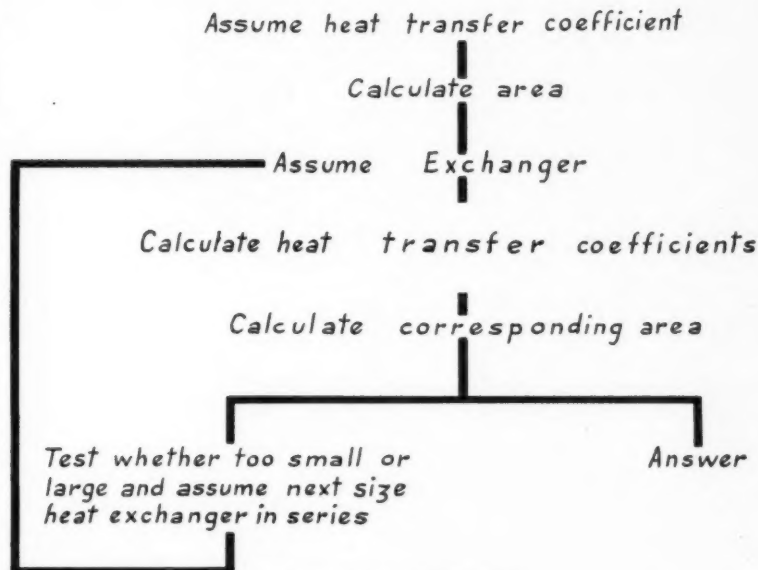 Assume heat transfer coefficient
Calculate area
Assume Exchanger
Calculate heat transfer coefficients
Calculate corresponding area
Test whether too small or
large and assume next size
heat exchanger in series
Answer